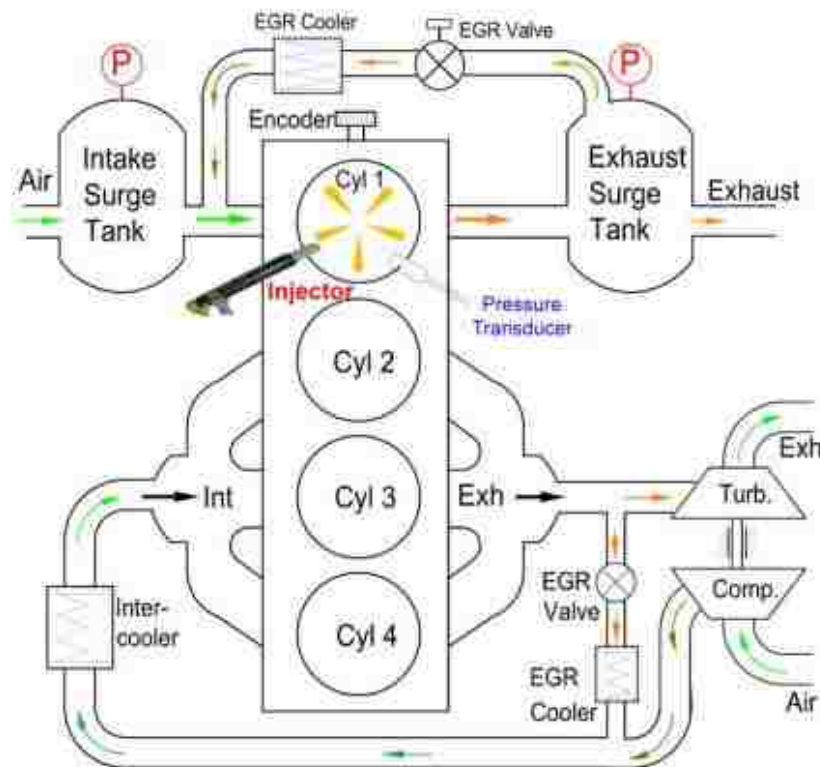 EGR Cooler
EGR Valve
P
P
Encoder
Intake
Surge
Tank
Cyl 1
Exhaust
Surge
Tank
Air
Exhaust
Injector
Pressure
Transducer
Cyl 2
Int
Cyl 3
Exh
Exh
Turb.
Comp.
EGR
Valve
Inter-
cooler
Cyl 4
EGR
Cooler
Air